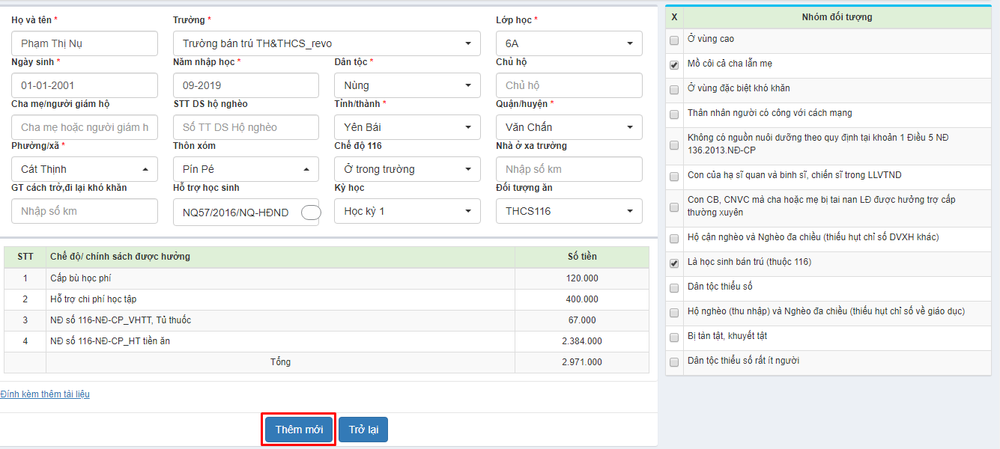 Họ và tên * Trường * Lớp học *
Phạm Thị Nụ Trường bán trú TH&THCS_revo 6A
Ngày sinh * Năm nhập học * Dân tộc * Chủ hộ
01-01-2001 09-2019 Nùng Chủ hộ
Cha mẹ/người giám hộ STT DS hộ nghèo Tỉnh/thành * Quận/huyện *
Cha mẹ hoặc người giám h Số TT DS Hộ nghèo Yên Bái Văn Chấn
Phường/xã * Thôn xóm Chế độ 116 Nhà ở xa trường
Cát Thịnh Pín Pé Ở trong trường Nhập số km
GT cách trở,đi lại khó khăn Hỗ trợ học sinh Kỳ học Đối tượng ăn
Nhập số km NQ57/2016/NQ-HĐND Học kỳ 1 THCS116
STT Chế độ/ chính sách được hưởng Số tiền
1 Cấp bù học phí 120.000
2 Hỗ trợ chi phí học tập 400.000
3 NĐ số 116-NĐ-CP_VHTT, Tủ thuốc 67.000
4 NĐ số 116-NĐ-CP_HT tiền ăn 2.384.000
Tổng 2.971.000
Đính kèm thêm tài liệu
Thêm mới Trở lại
X Nhóm đối tượng
Ở vùng cao
Mồ côi cả cha lẫn mẹ
Ở vùng đặc biệt khó khăn
Thân nhân người có công với cách mạng
Không có nguồn nuôi dưỡng theo quy định tại khoản 1 Điều 5 NĐ
136.2013.NĐ-CP
Con của hạ sĩ quan và binh sĩ, chiến sĩ trong LLVTND
Con CB, CNVC mà cha hoặc mẹ bị tai nan LĐ được hưởng trợ cấp
thường xuyên
Hộ cận nghèo và Nghèo đa chiều (thiếu hụt chỉ số DVXH khác)
Là học sinh bán trú (thuộc 116)
Dân tộc thiểu số
Hộ nghèo (thu nhập) và Nghèo đa chiều (thiếu hụt chỉ số về giáo dục)
Bị tàn tật, khuyết tật
Dân tộc thiểu số rất ít người